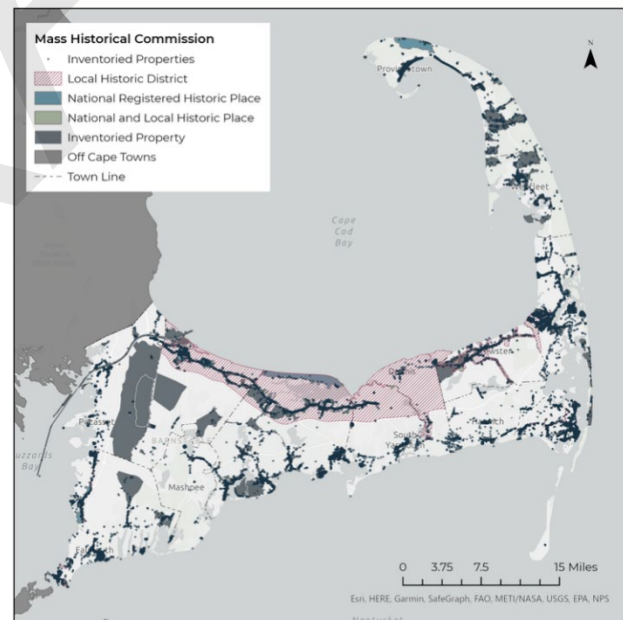 Mass Historical Commission
Inventoried Properties
Local Historic District
National Registered Historic Place
National and Local Historic Place
Inventoried Property
Off Cape Towns
Town Line
N
Cape
Cod
Bay
Mashpee
South
0 3.75 7.5 15 Miles
Esri, HERE, Garmin, SafeGraph, FAO, METI/NASA, USGS, EPA, NPS